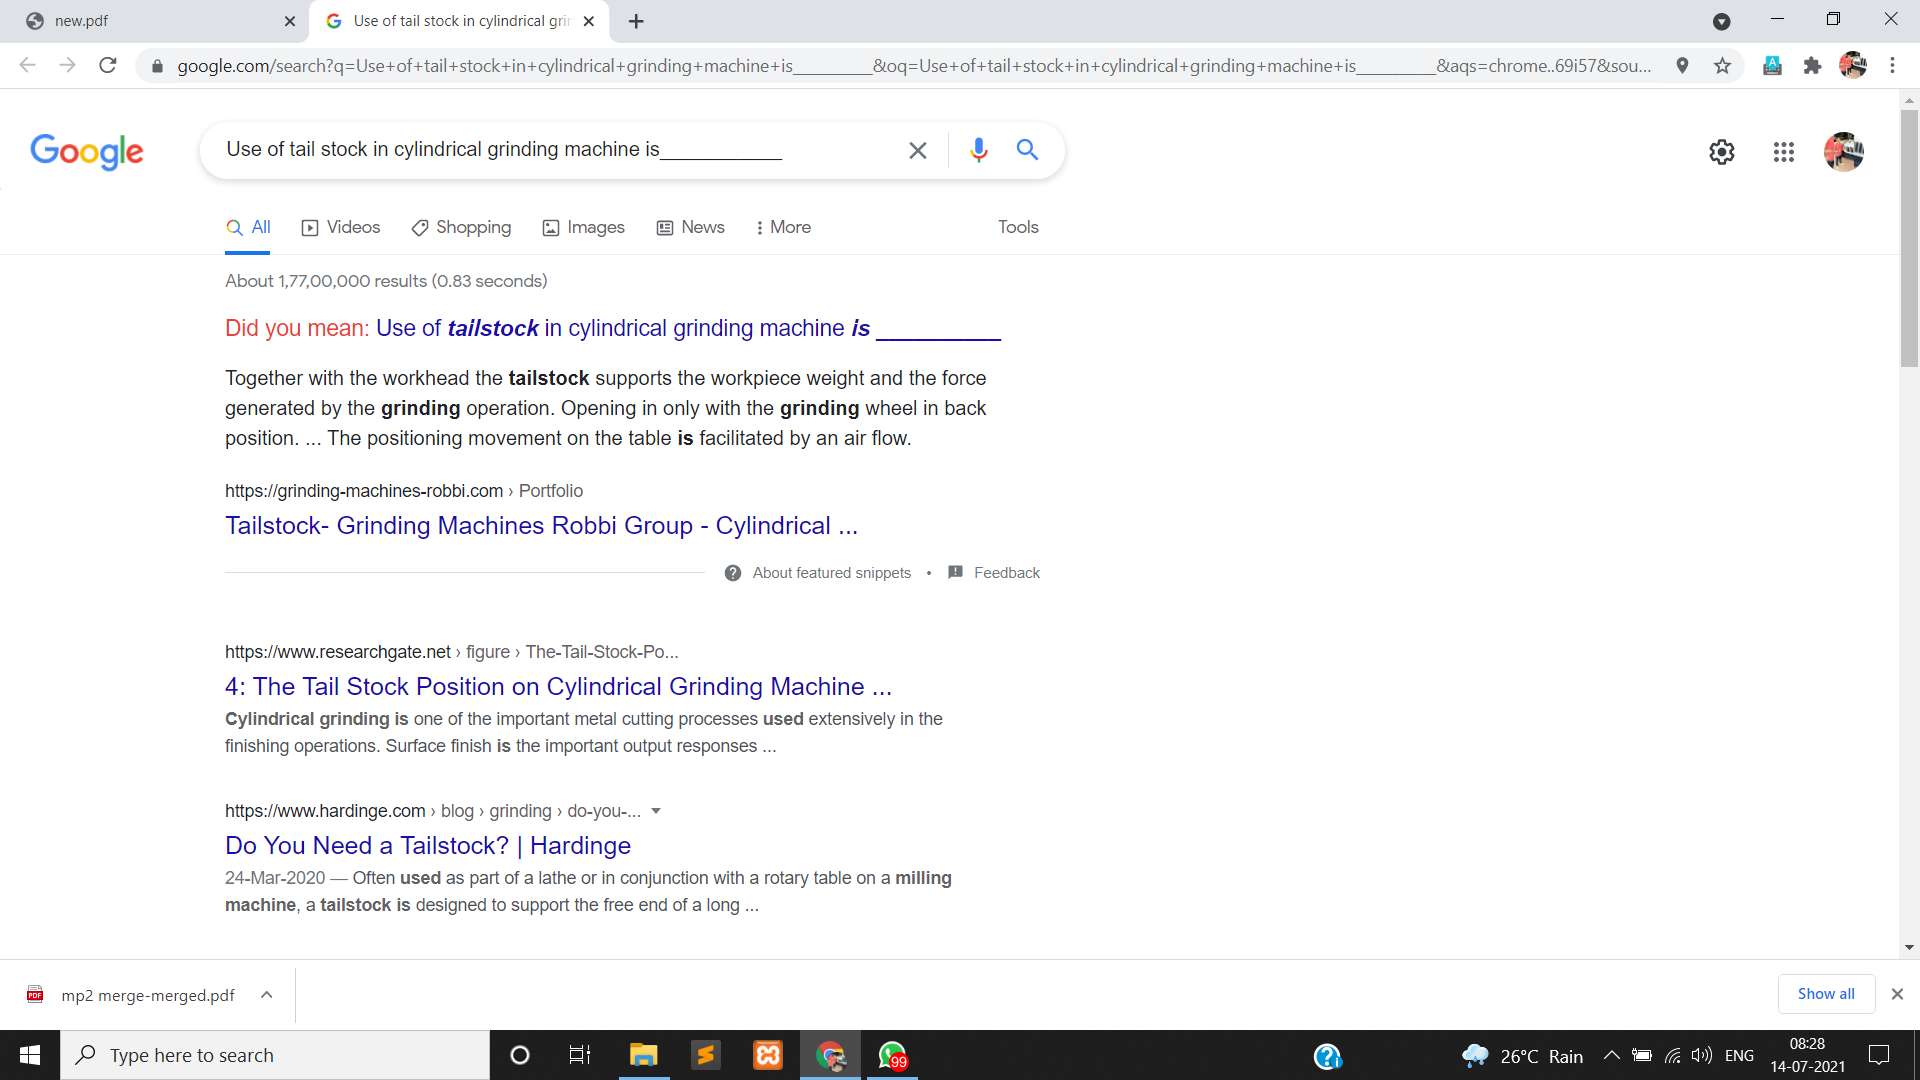 new.pdf
Use of tail stock in cylindrical grin
google.com/search?q=Use+of+tail+stock+in+cylindrical+grinding+machine+is_________&oq=Use+of+tail+stock+in+cylindrical+grinding+machine+is_________&aqs=chrome..69i57&sou...
Google
Use of tail stock in cylindrical grinding machine is___________
All Videos Shopping Images News More Tools
About 1,77,00,000 results (0.83 seconds)
Did you mean: Use of tailstock in cylindrical grinding machine is __________
Together with the workhead the tailstock supports the workpiece weight and the force
generated by the grinding operation. Opening in only with the grinding wheel in back
position. ... The positioning movement on the table is facilitated by an air flow.
https://grinding-machines-robbi.com › Portfolio
Tailstock- Grinding Machines Robbi Group - Cylindrical ...
About featured snippets • Feedback
https://www.researchgate.net › figure › The-Tail-Stock-Po...
4: The Tail Stock Position on Cylindrical Grinding Machine ...
Cylindrical grinding is one of the important metal cutting processes used extensively in the
finishing operations. Surface finish is the important output responses ...
https://www.hardinge.com › blog › grinding › do-you-...
Do You Need a Tailstock? | Hardinge
24-Mar-2020 — Often used as part of a lathe or in conjunction with a rotary table on a milling
machine, a tailstock is designed to support the free end of a long ...
mp2 merge-merged.pdf
Show all
Type here to search
99
26°C Rain
ENG
08:28
14-07-2021